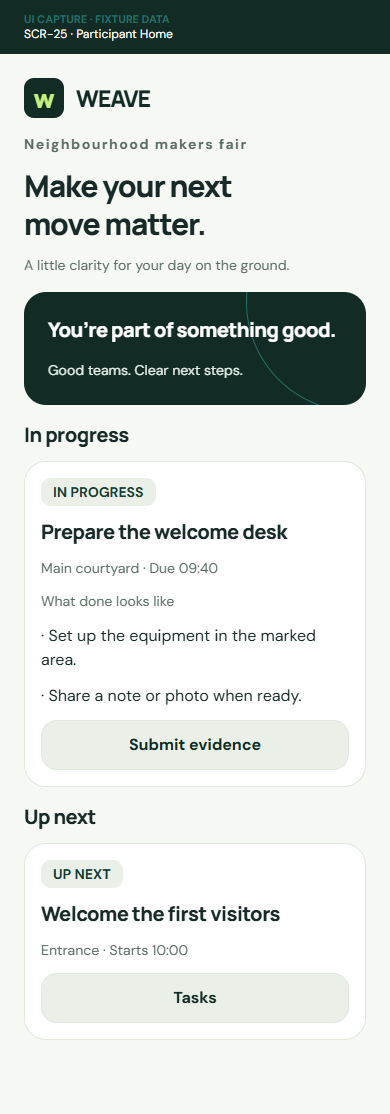 UI CAPTURE · FIXTURE DATA
SCR-25 · Participant Home
w WEAVE
Neighbourhood makers fair
Make your next
move matter.
A little clarity for your day on the ground.
You're part of something good.
Good teams. Clear next steps.
In progress
IN PROGRESS
Prepare the welcome desk
Main courtyard · Due 09:40
What done looks like
· Set up the equipment in the marked
area.
· Share a note or photo when ready.
Submit evidence
Up next
UP NEXT
Welcome the first visitors
Entrance · Starts 10:00
Tasks